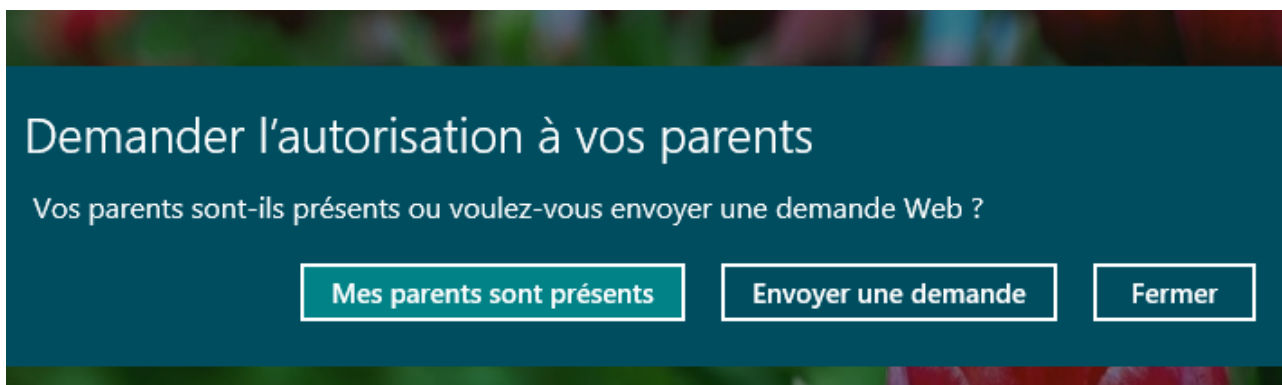 Demander l’autorisation à vos parents
Vos parents sont-ils présents ou voulez-vous envoyer une demande Web ?
Mes parents sont présents
Envoyer une demande
Fermer